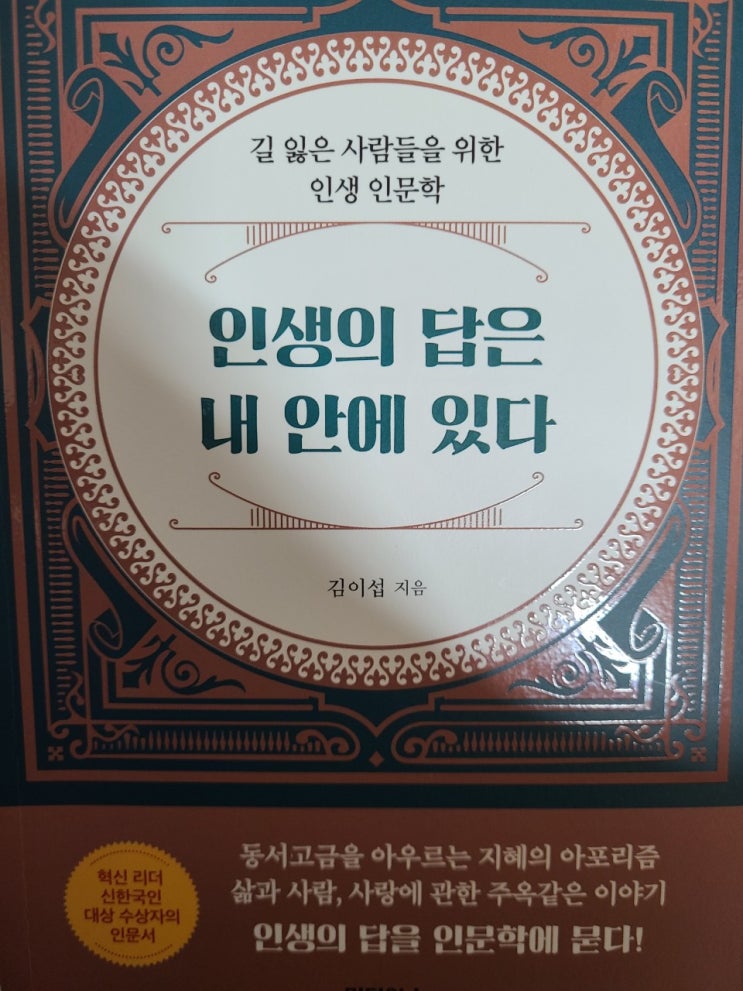 길 잃은 사람들을 위한
인생 인문학
인생의 답은
내 안에 있다
김이섭 지음
혁신 리더
신한국인
대상 수상자의
인문서
동서고금을 아우르는 지혜의 아포리즘
삶과 사람, 사랑에 관한 주옥같은 이야기
인생의 답을 인문학에 묻다!